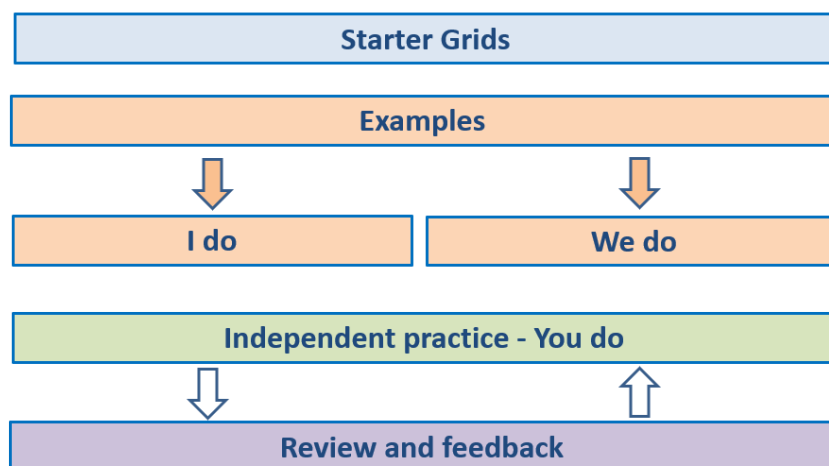 Starter Grids
Examples
I do
We do
Independent practice - You do
Review and feedback